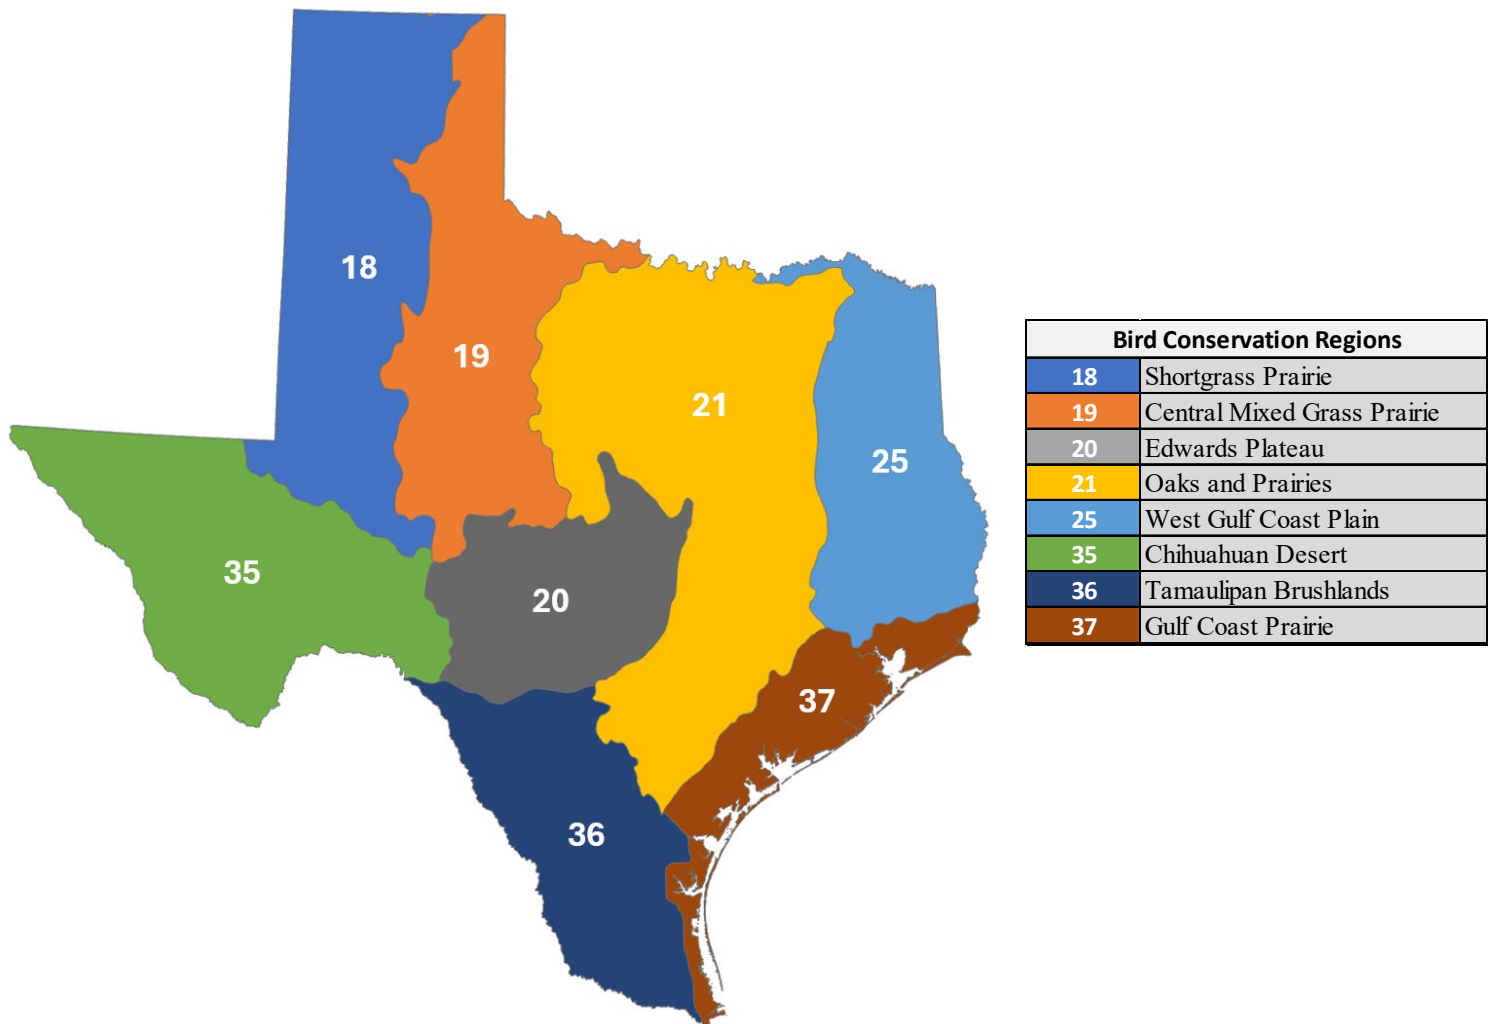 18
19
21
25
35
20
37
36
Bird Conservation Regions
18 Shortgrass Prairie
19 Central Mixed Grass Prairie
20 Edwards Plateau
21 Oaks and Prairies
25 West Gulf Coast Plain
35 Chihuahuan Desert
36 Tamaulipan Brushlands
37 Gulf Coast Prairie